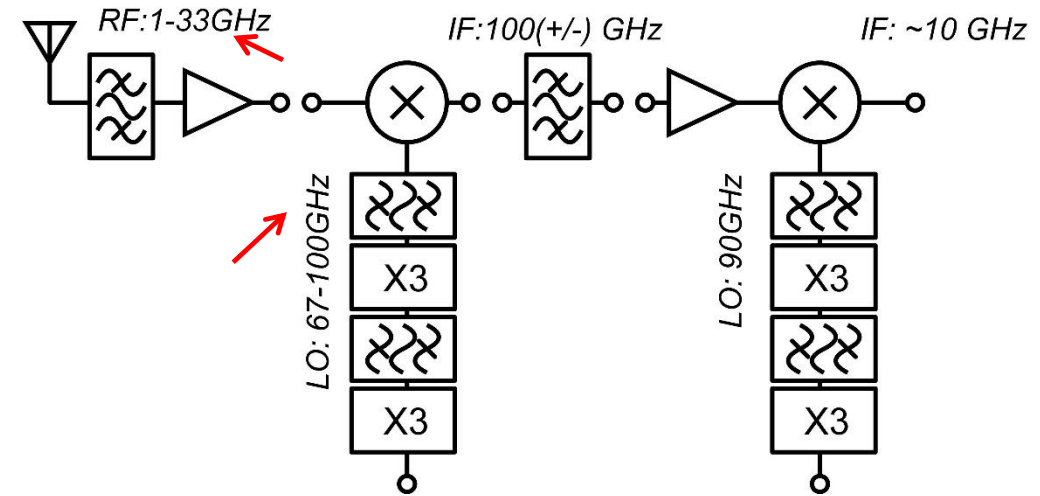 RF:1-33GHz
IF:100(+/-) GHz
IF: ~10 GHz
LO: 67-100GHz
X3
X3
LO: 90GHz
X3
X3